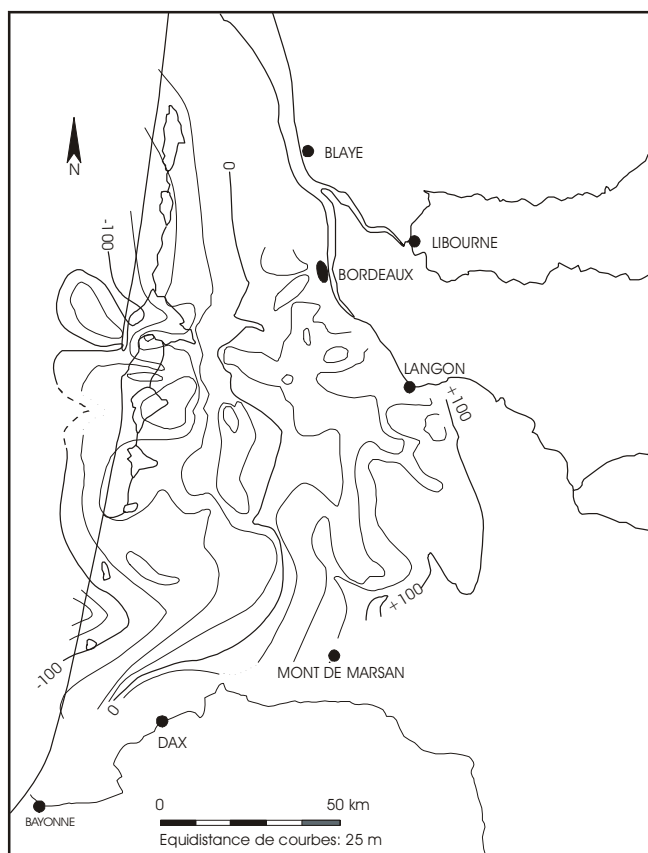 BLAYE
N
0
-100
LIBOURNE
BORDEAUX
LANGON
+100
+100
-100
MONT DE MARSAN
0
DAX
BAYONNE
0 50 km
Equidistance de courbes: 25 m